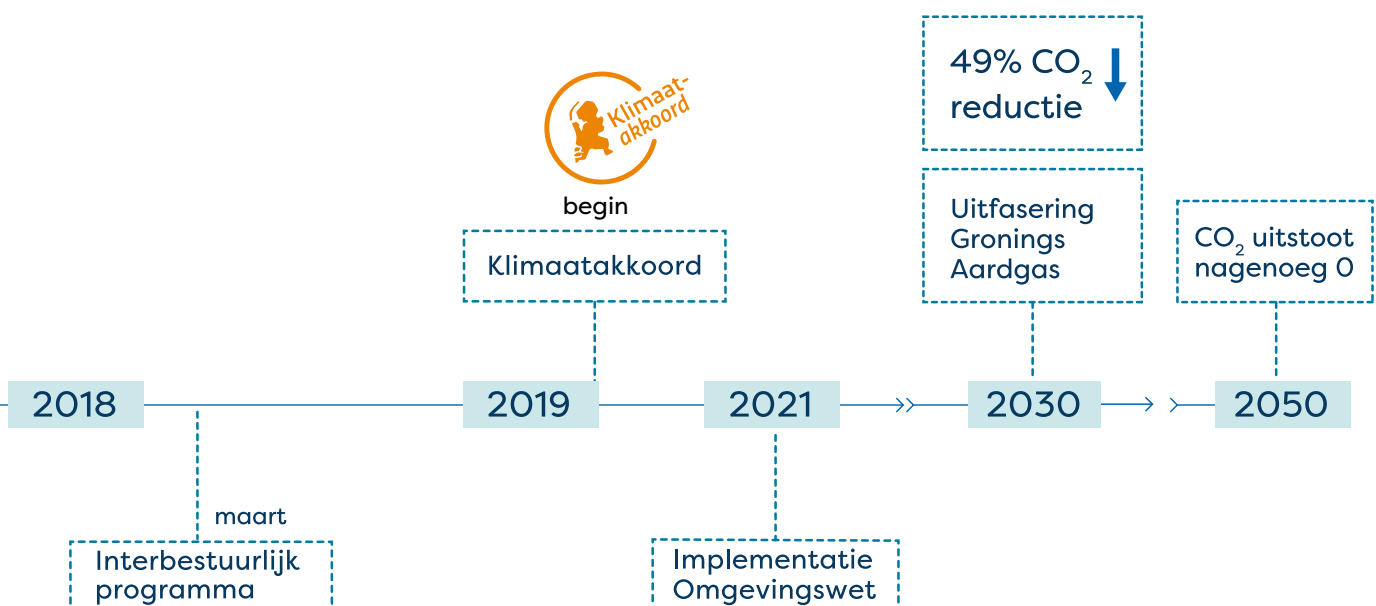 49% CO₂
reductie
Klimaat-
akkoord
begin
Klimaatakkoord
Uitfasering
Gronings
Aardgas
CO₂ uitstoot
nagenoeg 0
2018
2019
2021
2030
2050
maart
Interbestuurlijk
programma
Implementatie
Omgevingswet